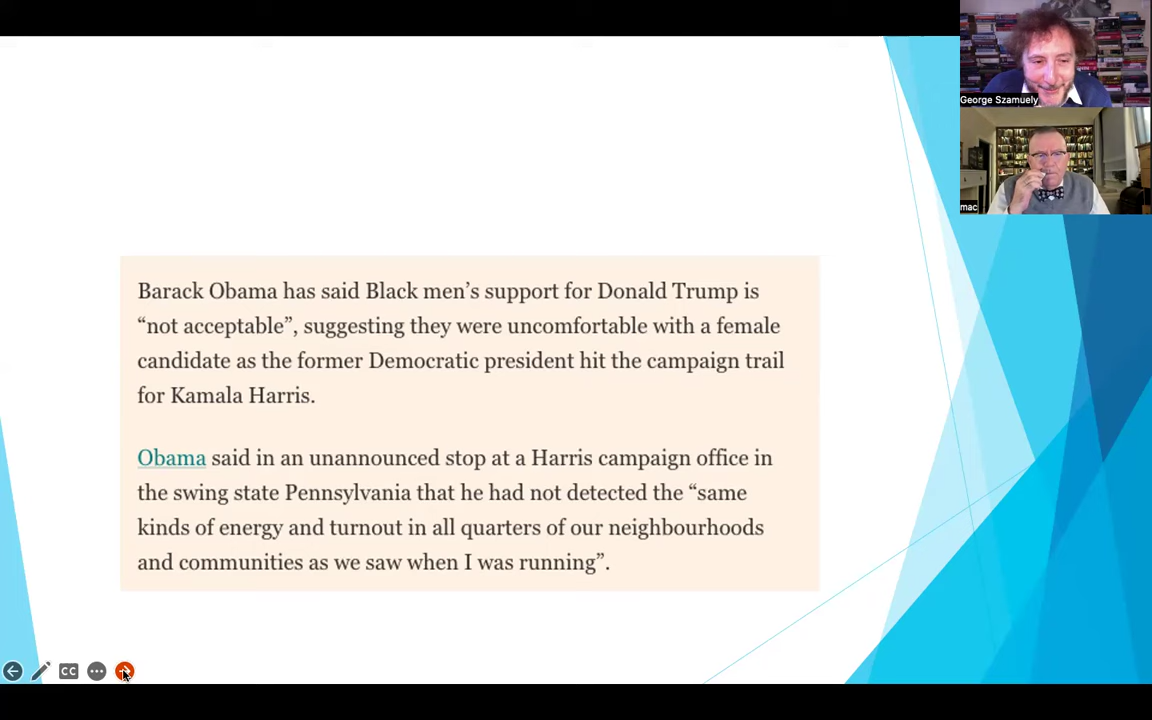 George Szamuely
mac
Barack Obama has said Black men’s support for Donald Trump is
“not acceptable”, suggesting they were uncomfortable with a female
candidate as the former Democratic president hit the campaign trail
for Kamala Harris.
Obama said in an unannounced stop at a Harris campaign office in
the swing state Pennsylvania that he had not detected the “same
kinds of energy and turnout in all quarters of our neighbourhoods
and communities as we saw when I was running”.
CC